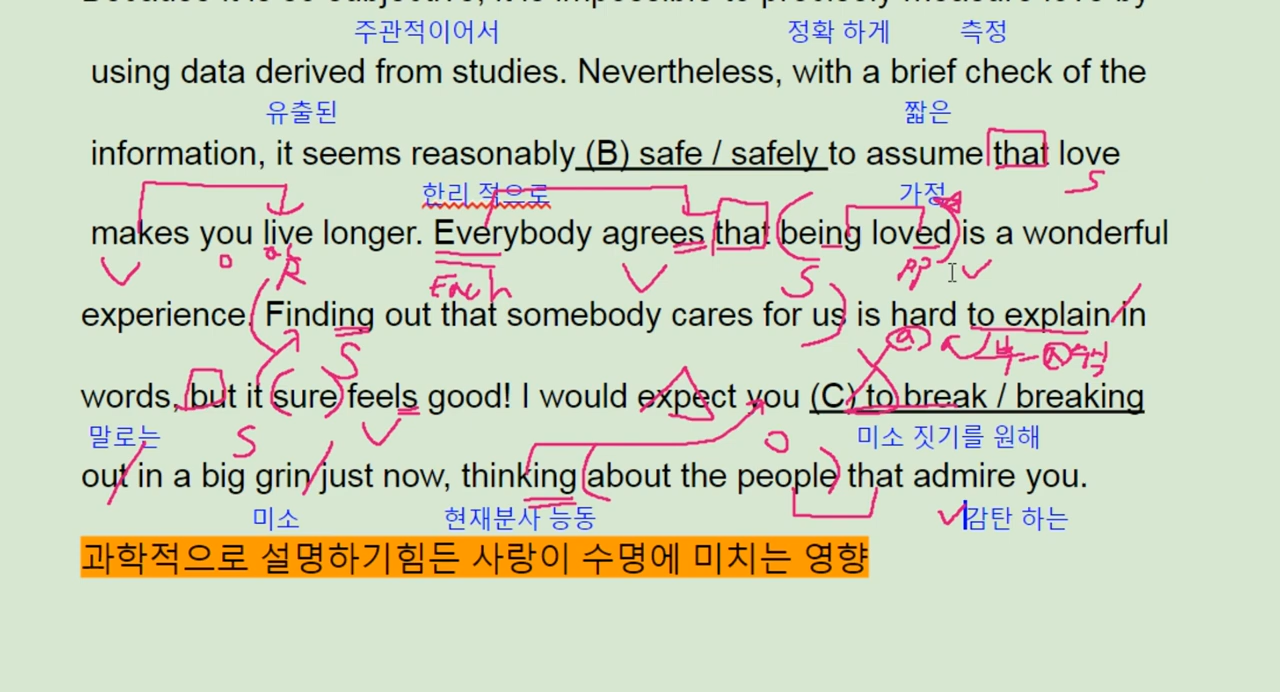 주관적이어서 정확 하게 측정
using data derived from studies. Nevertheless, with a brief check of the
유출된 짧은
information, it seems reasonably (B) safe / safely to assume that love
S
한리 적으로 가정
makes you live longer. Everybody agrees that being loved is a wonderful
O R Each S PP
experience. Finding out that somebody cares for us is hard to explain in
S
words, but it (sure) feels good! I would expect you (C) to break / breaking
말로는 S O 미소 짓기를 원해
out in a big grin just now, thinking (about the people) that admire you.
미소 현재분사 능동 감탄 하는
과학적으로 설명하기힘든 사랑이 수명에 미치는 영향